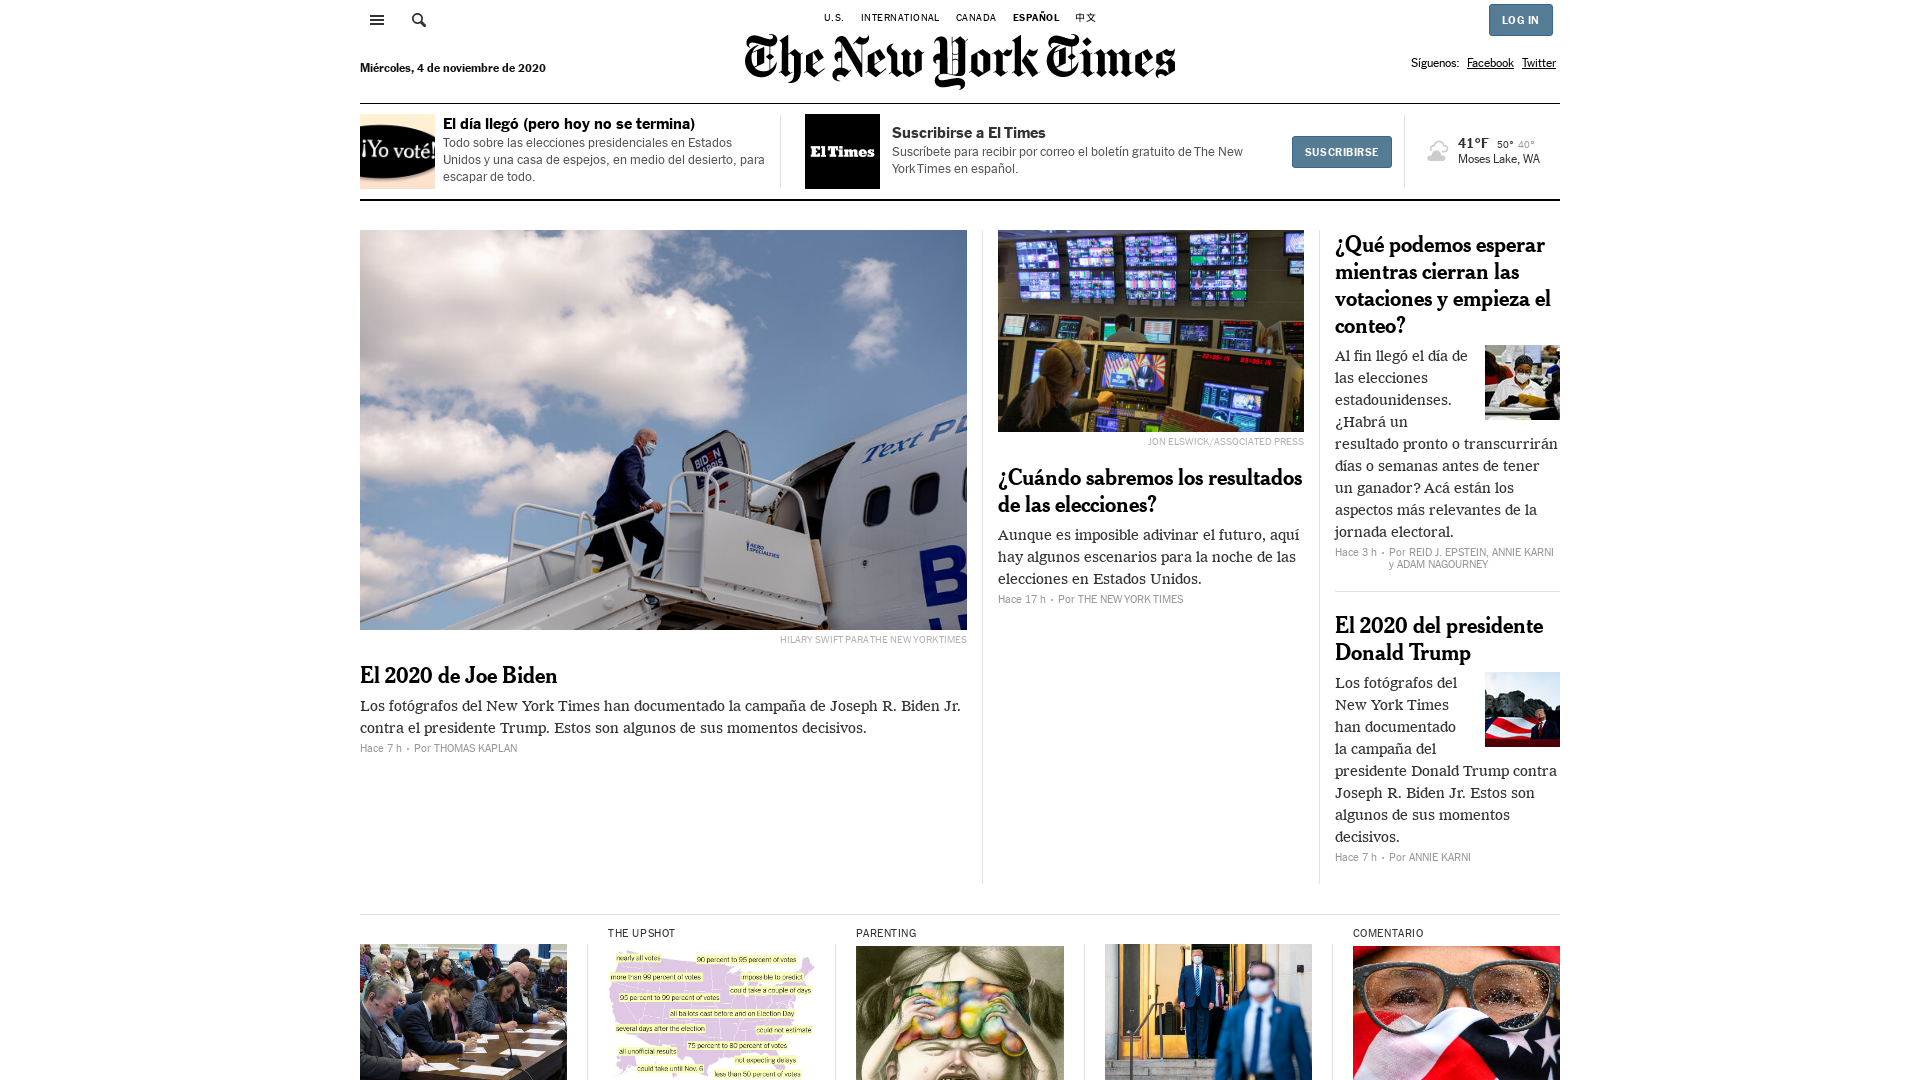 U.S. INTERNATIONAL CANADA ESPAÑOL 中文
LOG IN
The New York Times
Miércoles, 4 de noviembre de 2020
Síguenos: Facebook Twitter
¡Yo voté!
El día llegó (pero hoy no se termina)
Todo sobre las elecciones presidenciales en Estados
Unidos y una casa de espejos, en medio del desierto, para
escapar de todo.
El Times
Suscribirse a El Times
Suscríbete para recibir por correo el boletín gratuito de The New
York Times en español.
SUSCRIBIRSE
41°F 50° 40°
Moses Lake, WA
Text
BIDEN
HARRIS
AERO
SPECIALTIES
HILARY SWIFT PARA THE NEW YORK TIMES
El 2020 de Joe Biden
Los fotógrafos del New York Times han documentado la campaña de Joseph R. Biden Jr.
contra el presidente Trump. Estos son algunos de sus momentos decisivos.
Hace 7 h • Por THOMAS KAPLAN
JON ELSWICK/ASSOCIATED PRESS
¿Cuándo sabremos los resultados
de las elecciones?
Aunque es imposible adivinar el futuro, aquí
hay algunos escenarios para la noche de las
elecciones en Estados Unidos.
Hace 17 h • Por THE NEW YORK TIMES
¿Qué podemos esperar
mientras cierran las
votaciones y empieza el
conteo?
Al fin llegó el día de
las elecciones
estadounidenses.
¿Habrá un
resultado pronto o transcurrirán
días o semanas antes de tener
un ganador? Acá están los
aspectos más relevantes de la
jornada electoral.
Hace 3 h • Por REID J. EPSTEIN, ANNIE KARNI
y ADAM NAGOURNEY
El 2020 del presidente
Donald Trump
Los fotógrafos del
New York Times
han documentado
la campaña del
presidente Donald Trump contra
Joseph R. Biden Jr. Estos son
algunos de sus momentos
decisivos.
Hace 7 h • Por ANNIE KARNI
THE UPSHOT
nearly all votes
90 percent to 95 percent of votes
more than 99 percent of votes
impossible to predict
could take a couple of days
95 percent to 99 percent of votes
all ballots cast before and on Election Day
several days after the election
could not estimate
75 percent to 80 percent of votes
all unofficial results
not expecting delays
could take until Nov. 6
less than 50 percent of votes
PARENTING
COMENTARIO